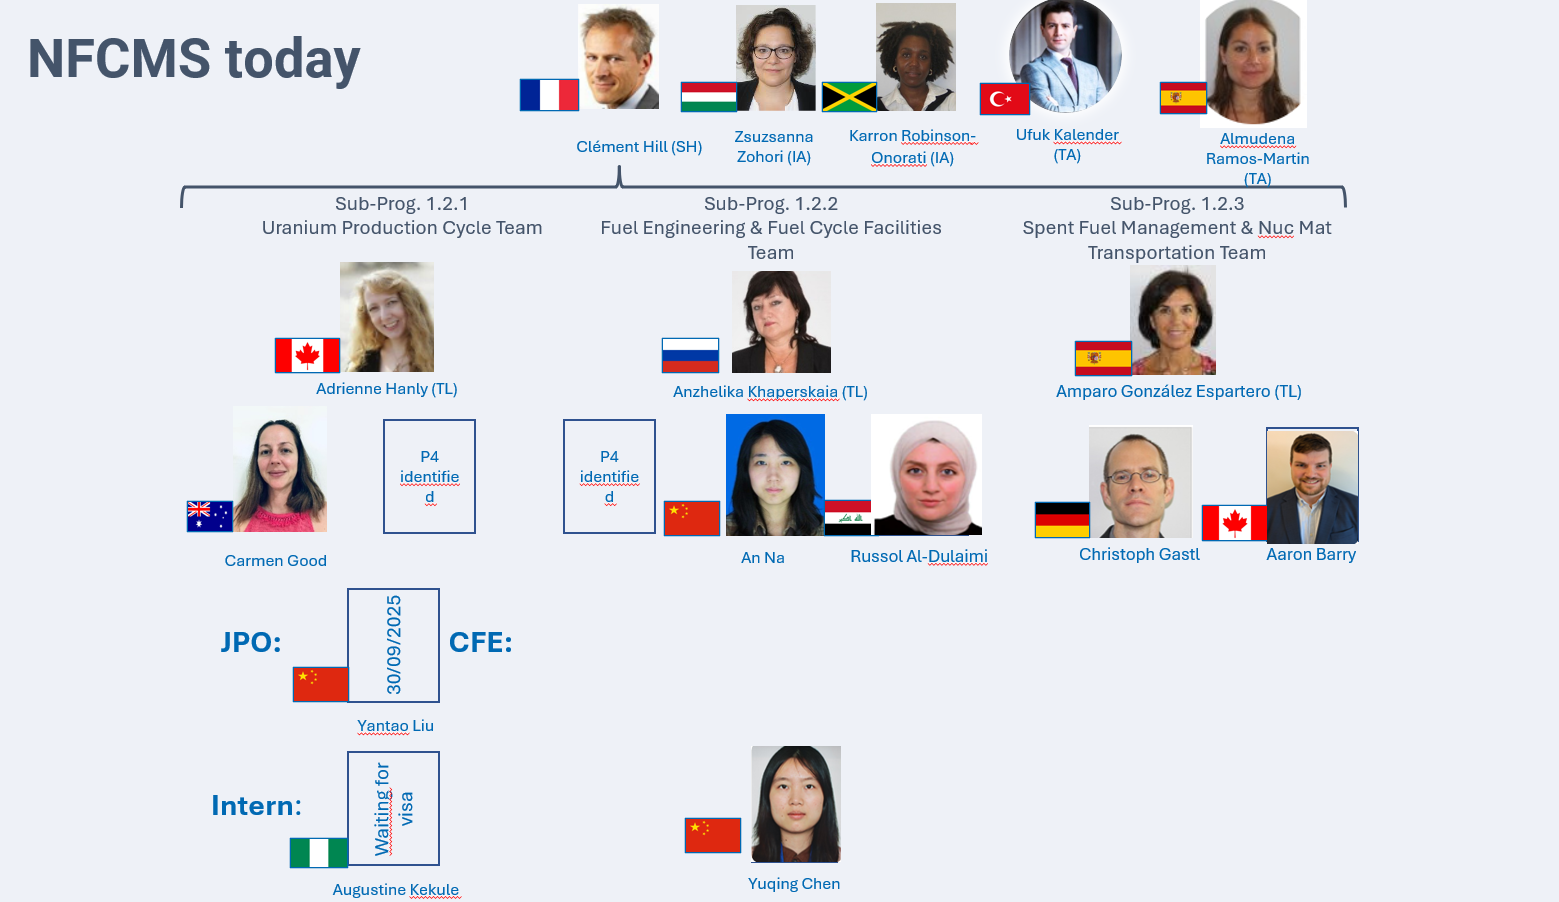 NFCMS today
Clément Hill (SH)
Zsuzsanna
Zohori (IA)
Karron Robinson-
Onorati (IA)
Ufuk Kalender
(TA)
Almudena
Ramos-Martin
(TA)
Sub-Prog. 1.2.1
Uranium Production Cycle Team
Sub-Prog. 1.2.2
Fuel Engineering & Fuel Cycle Facilities
Team
Sub-Prog. 1.2.3
Spent Fuel Management & Nuc Mat
Transportation Team
Adrienne Hanly (TL)
Anzhelika Khaperskaia (TL)
Amparo González Espartero (TL)
Carmen Good
P4
identifie
d
P4
identifie
d
An Na
Russol Al-Dulaimi
Christoph Gastl
Aaron Barry
JPO:
30/09/2025
Yantao Liu
CFE:
Intern:
Waiting for
visa
Augustine Kekule
Yuqing Chen